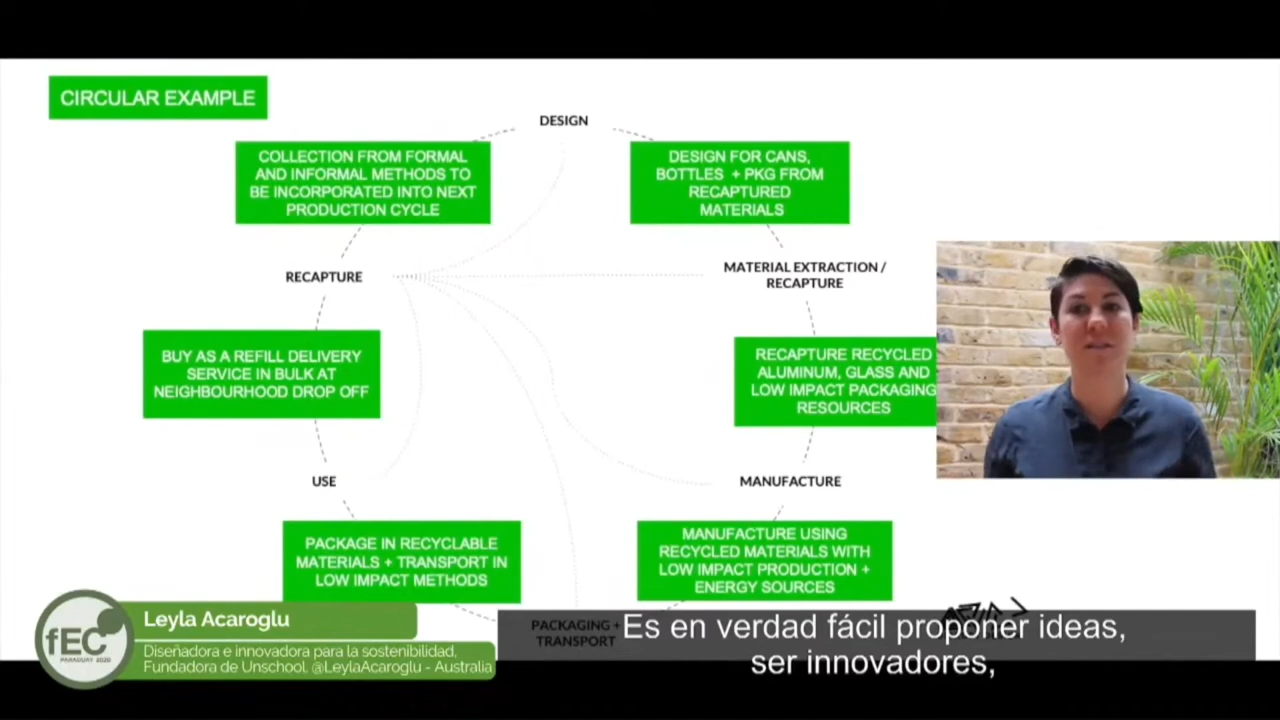 CIRCULAR EXAMPLE
DESIGN
COLLECTION FROM FORMAL
AND INFORMAL METHODS TO
BE INCORPORATED INTO NEXT
PRODUCTION CYCLE
DESIGN FOR CANS,
BOTTLES + PKG FROM
RECAPTURED
MATERIALS
RECAPTURE
MATERIAL EXTRACTION /
RECAPTURE
BUY AS A REFILL DELIVERY
SERVICE IN BULK AT
NEIGHBOURHOOD DROP OFF
RECAPTURE RECYCLED
ALUMINUM, GLASS AND
LOW IMPACT PACKAGING
RESOURCES
USE
MANUFACTURE
PACKAGE IN RECYCLABLE
MATERIALS + TRANSPORT IN
LOW IMPACT METHODS
MANUFACTURE USING
RECYCLED MATERIALS WITH
LOW IMPACT PRODUCTION +
ENERGY SOURCES
PACKAGING +
TRANSPORT
fEC
PARAGUAY 2020
Leyla Acaroglu
Diseñadora e innovadora para la sostenibilidad,
Fundadora de Unschool. @LeylaAcaroglu - Australia
Es en verdad fácil proponer ideas,
ser innovadores,